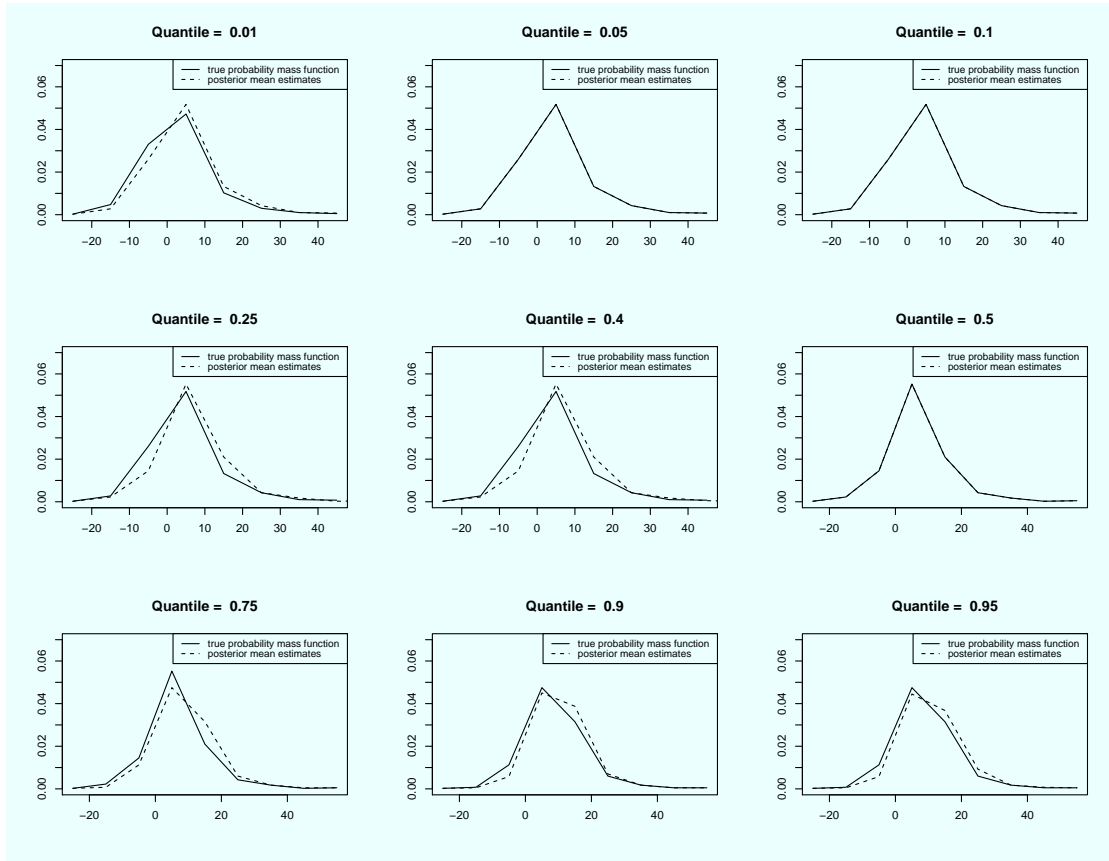 Quantile = 0.01
true probability mass function
posterior mean estimates
0.00 0.02 0.04 0.06
−20 −10 0 10 20 30 40
Quantile = 0.05
true probability mass function
posterior mean estimates
0.00 0.02 0.04 0.06
−20 −10 0 10 20 30 40
Quantile = 0.1
true probability mass function
posterior mean estimates
0.00 0.02 0.04 0.06
−20 −10 0 10 20 30 40
Quantile = 0.25
true probability mass function
posterior mean estimates
0.00 0.02 0.04 0.06
−20 −10 0 10 20 30 40
Quantile = 0.4
true probability mass function
posterior mean estimates
0.00 0.02 0.04 0.06
−20 −10 0 10 20 30 40
Quantile = 0.5
true probability mass function
posterior mean estimates
0.00 0.02 0.04 0.06
−20 0 20 40
Quantile = 0.75
true probability mass function
posterior mean estimates
0.00 0.02 0.04 0.06
−20 0 20 40
Quantile = 0.9
true probability mass function
posterior mean estimates
0.00 0.02 0.04 0.06
−20 0 20 40
Quantile = 0.95
true probability mass function
posterior mean estimates
0.00 0.02 0.04 0.06
−20 0 20 40